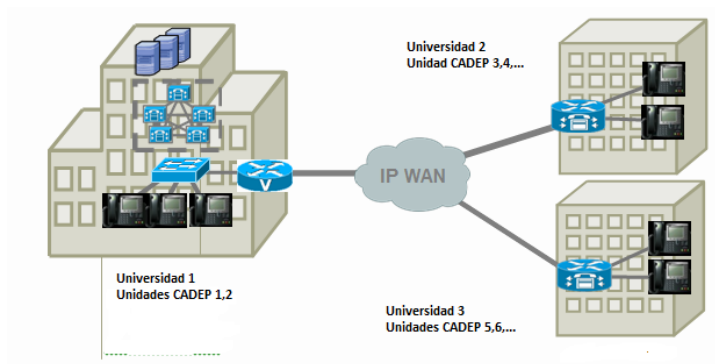 Universidad 2
Unidad CADEP 3,4,...
IP WAN
V
Universidad 1
Unidades CADEP 1,2
Universidad 3
Unidades CADEP 5,6,...